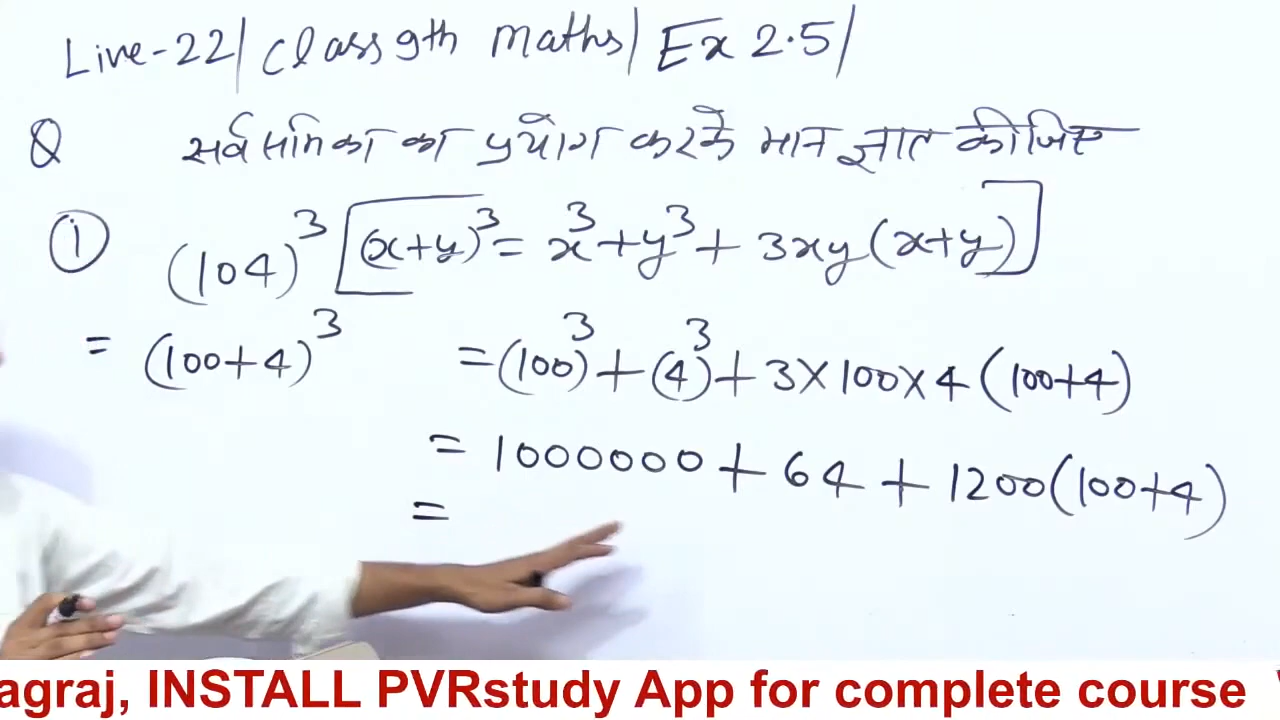 Live-22/ Class 9th maths/ Ex 2.5/
Q सर्वसमिका का प्रयोग करके मान ज्ञात कीजिए
① (104)³ [(x+y)³ = x³ + y³ + 3xy(x+y)]
= (100+4)³ = (100)³ + (4)³ + 3×100×4 (100+4)
= 1000000 + 64 + 1200(100+4)
=
agraj, INSTALL PVRstudy App for complete course